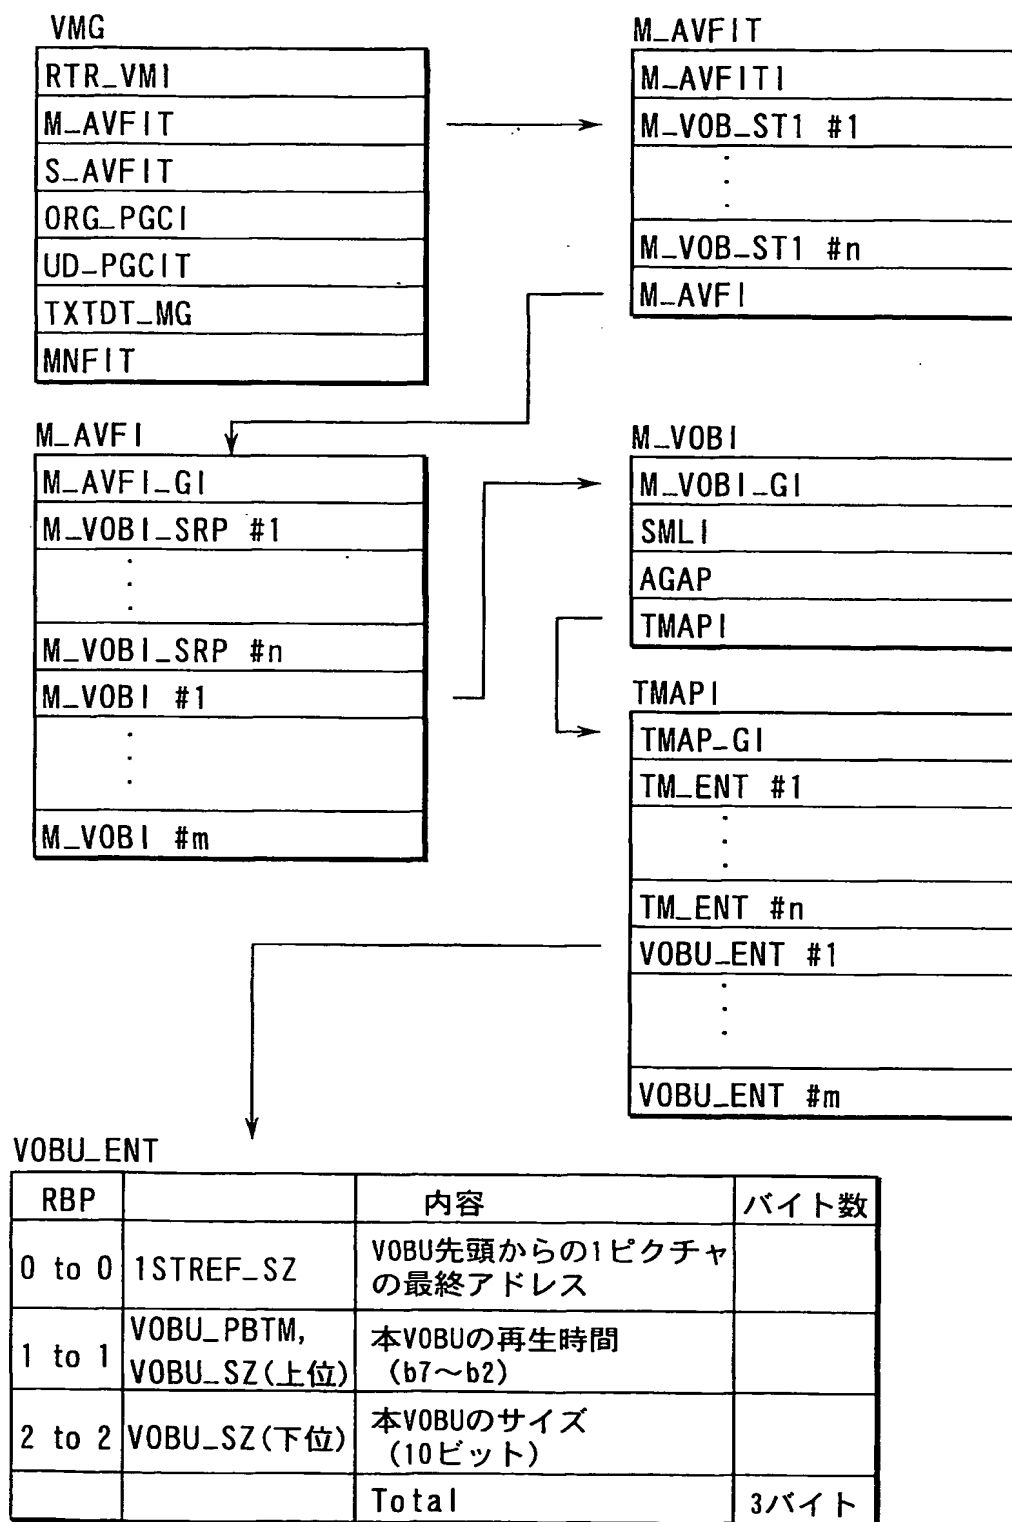 VMG
RTR_VMI
M_AVFIT
S_AVFIT
ORG_PGCI
UD_PGCIT
TXTDT_MG
MNFIT
M_AVFIT
M_AVFITI
M_VOB_STI #1
M_VOB_STI #n
M_AVFI
M_AVFI
M_AVFI_GI
M_VOBI_SRP #1
M_VOBI_SRP #n
M_VOBI #1
M_VOBI #m
M_VOBI
M_VOBI_GI
SMLI
AGAP
TMAPI
TMAPI
TMAP_GI
TM_ENT #1
TM_ENT #n
VOBU_ENT #1
VOBU_ENT #m
VOBU_ENT
RBP 内容 バイト数
0 to 0 1STREF_SZ VOBU先頭からの1ピクチャ
の最終アドレス
1 to 1 VOBU_PBTM, 本VOBUの再生時間
VOBU_SZ(上位) (b7～b2)
2 to 2 VOBU_SZ(下位) 本VOBUのサイズ
(10ビット)
Total 3バイト